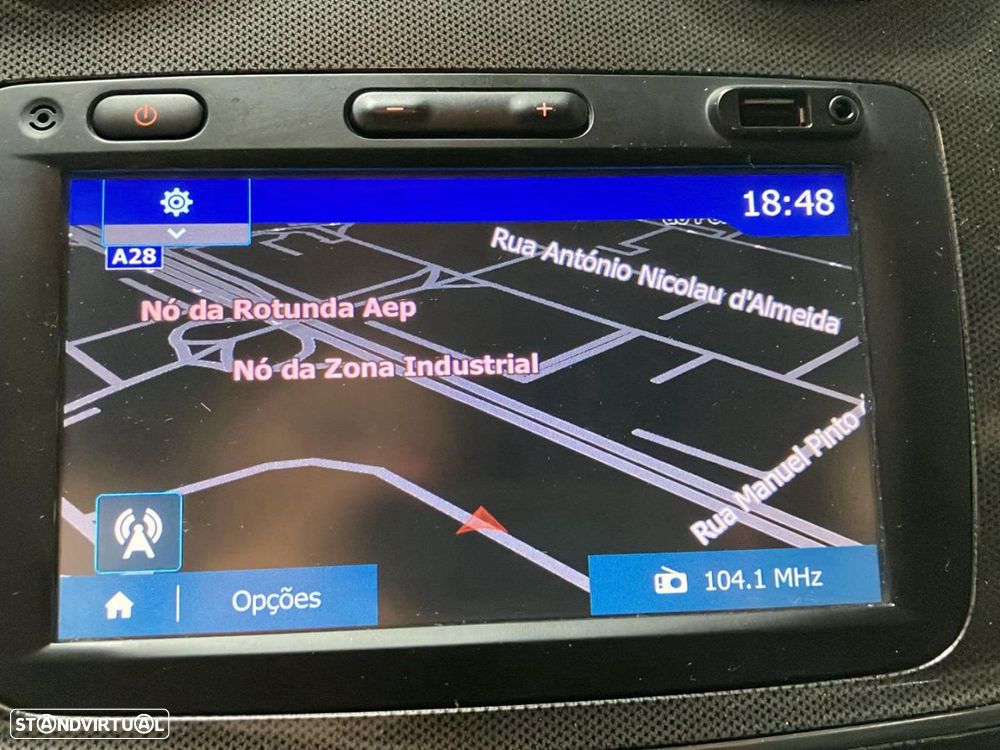 18:48
A28
Rua António Nicolau d'Almeida
Nó da Rotunda Aep
Nó da Zona Industrial
Rua Manuel Pinto
Opções
104.1 MHz
STANDVIRTUAL